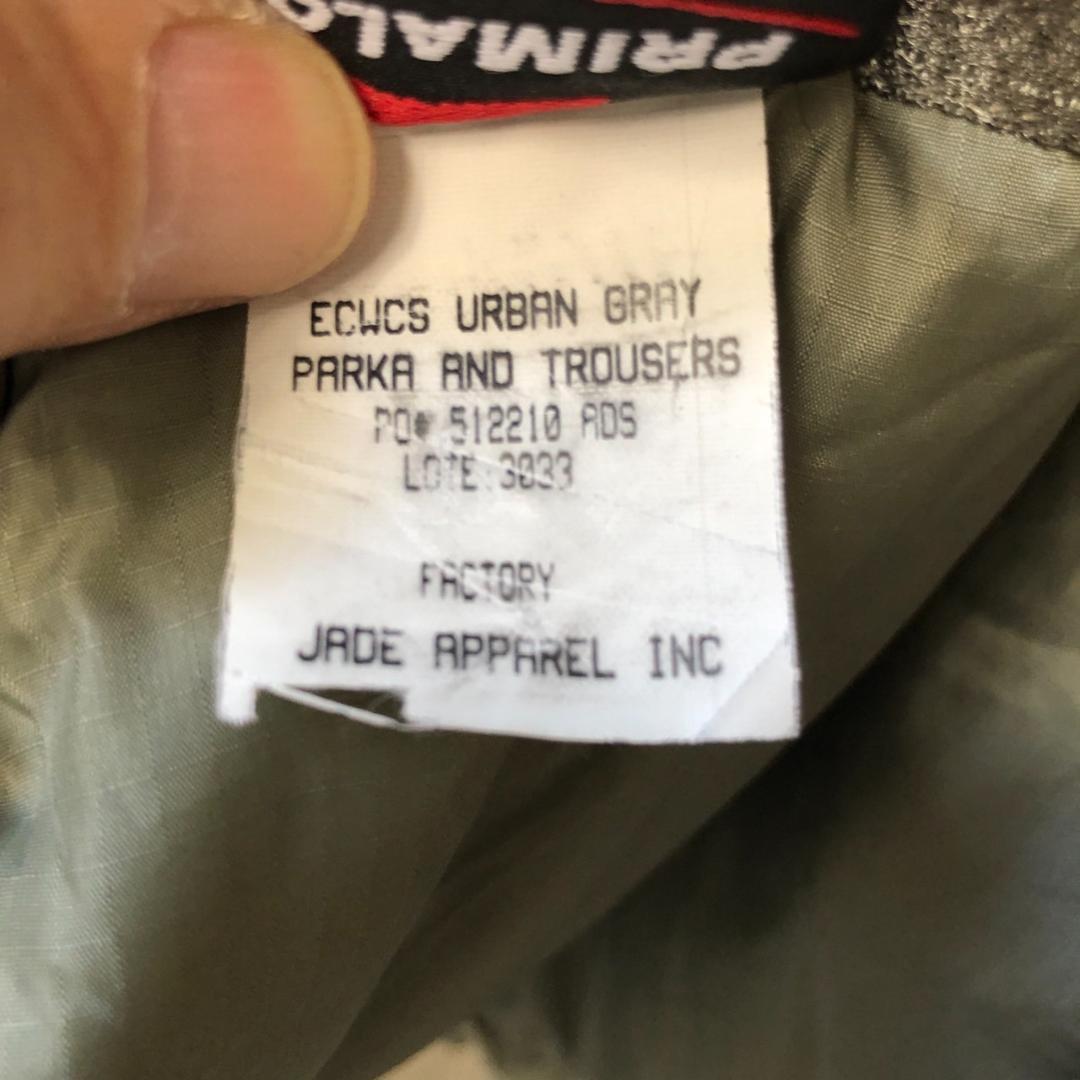 PRIMALO
ECWCS URBAN GRAY
PARKA AND TROUSERS
PO# 512210 ADS
LOTE:3033
FACTORY
JADE APPAREL INC